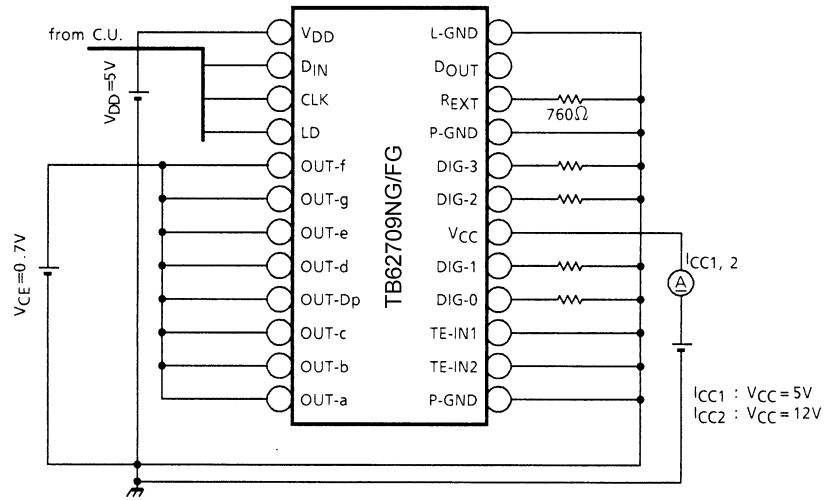 from C.U.
VDD=5V
VCE=0.7V
VDD
DIN
CLK
LD
OUT-f
OUT-g
OUT-e
OUT-d
OUT-Dp
OUT-c
OUT-b
OUT-a
TB62709NG/FG
L-GND
DOUT
REXT
760Ω
P-GND
DIG-3
DIG-2
VCC
DIG-1
DIG-0
TE-IN1
TE-IN2
P-GND
ICC1, 2
A
ICC1 : VCC=5V
ICC2 : VCC=12V